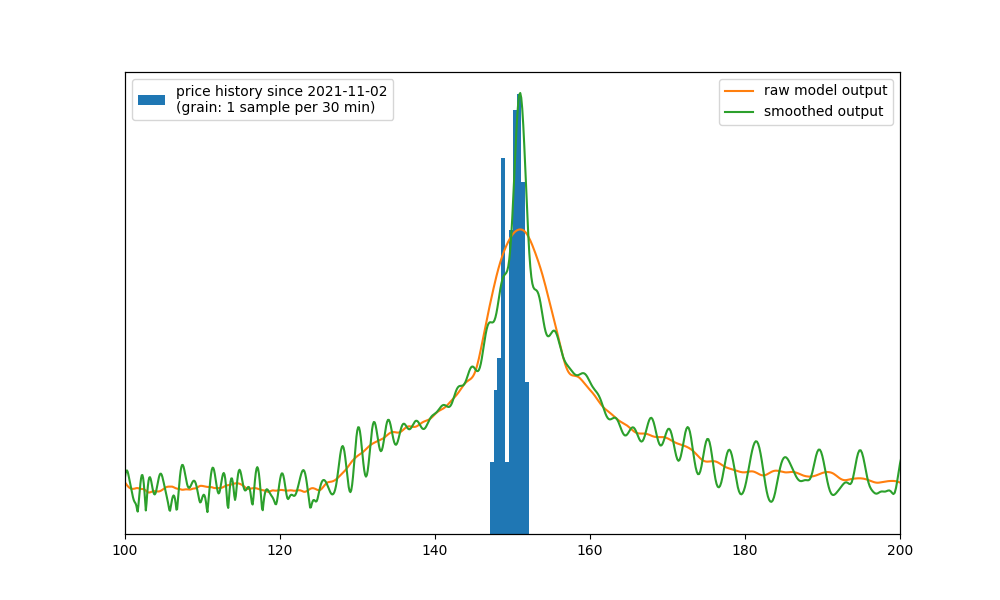 price history since 2021-11-02
(grain: 1 sample per 30 min)
raw model output
smoothed output
100
120
140
160
180
200